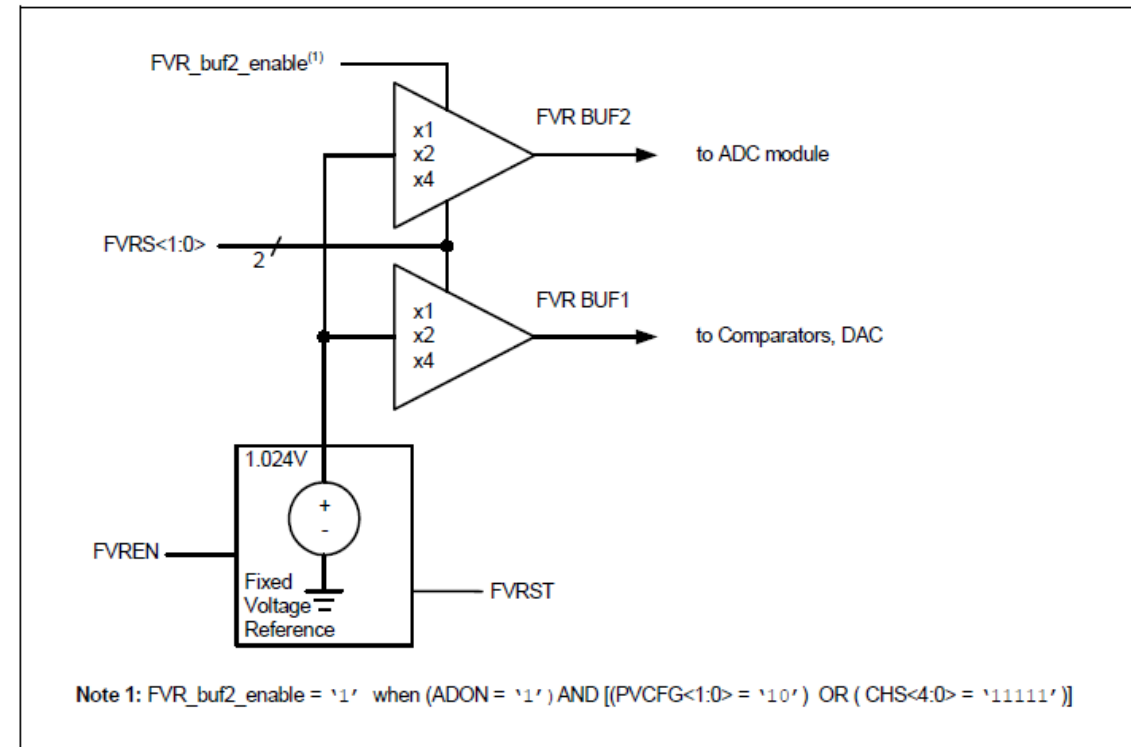 FVR_buf2_enable(1)
FVR BUF2
x1
x2
x4
to ADC module
FVRS<1:0>
2
FVR BUF1
x1
x2
x4
to Comparators, DAC
1.024V
+
-
FVREN
Fixed
Voltage
Reference
FVRST
Note 1: FVR_buf2_enable = ‘1’ when (ADON = ‘1’) AND [(PVCFG<1:0> = ‘10’) OR ( CHS<4:0> = ‘11111’)]